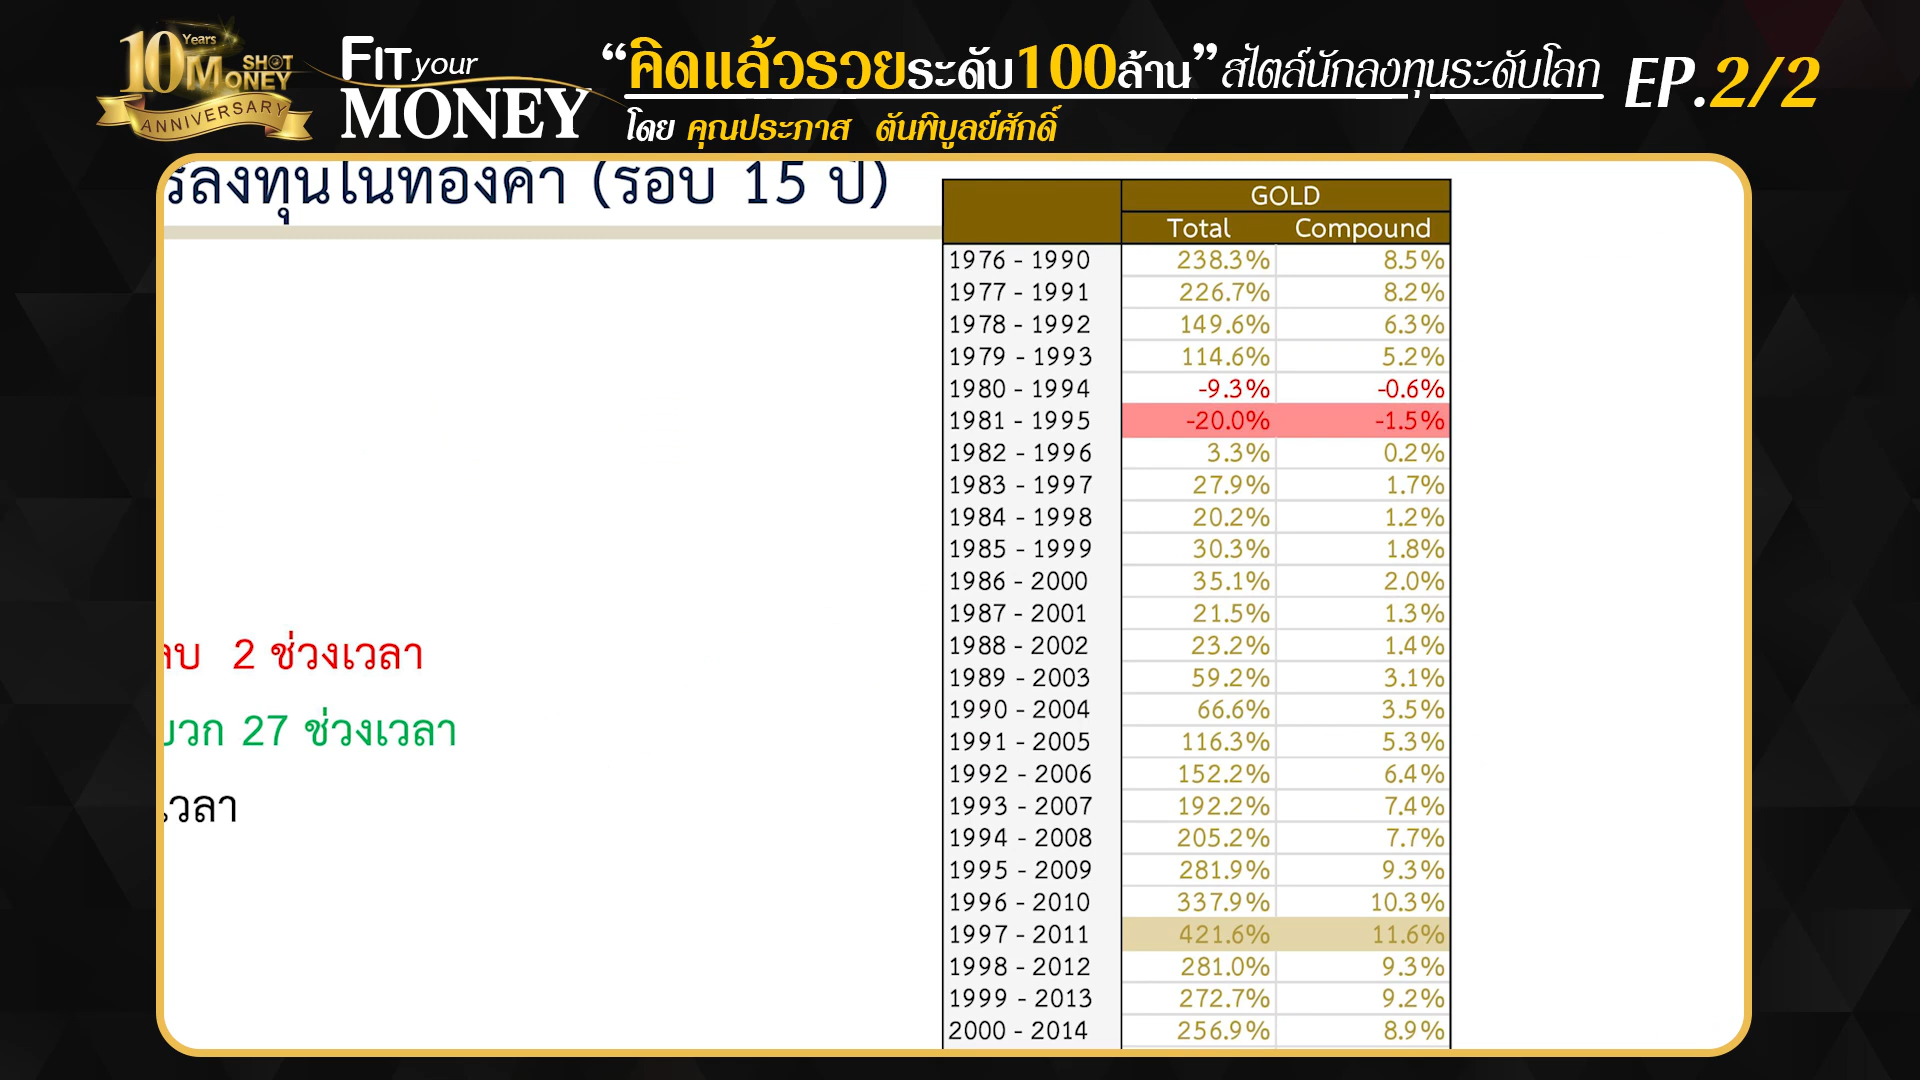 10 Years
SHOT
MONEY
ANNIVERSARY
FIT your
MONEY
“คิดแล้วรวยระดับ100ล้าน” สไตล์นักลงทุนระดับโลก EP.2/2
โดย คุณประภาส ตันพิบูลย์ศักดิ์
ลงทุนในทองคำ (รอบ 15 ปี)
2 ช่วงเวลา
บวก 27 ช่วงเวลา
เวลา
GOLD
Total Compound
1976 - 1990 238.3% 8.5%
1977 - 1991 226.7% 8.2%
1978 - 1992 149.6% 6.3%
1979 - 1993 114.6% 5.2%
1980 - 1994 -9.3% -0.6%
1981 - 1995 -20.0% -1.5%
1982 - 1996 3.3% 0.2%
1983 - 1997 27.9% 1.7%
1984 - 1998 20.2% 1.2%
1985 - 1999 30.3% 1.8%
1986 - 2000 35.1% 2.0%
1987 - 2001 21.5% 1.3%
1988 - 2002 23.2% 1.4%
1989 - 2003 59.2% 3.1%
1990 - 2004 66.6% 3.5%
1991 - 2005 116.3% 5.3%
1992 - 2006 152.2% 6.4%
1993 - 2007 192.2% 7.4%
1994 - 2008 205.2% 7.7%
1995 - 2009 281.9% 9.3%
1996 - 2010 337.9% 10.3%
1997 - 2011 421.6% 11.6%
1998 - 2012 281.0% 9.3%
1999 - 2013 272.7% 9.2%
2000 - 2014 256.9% 8.9%